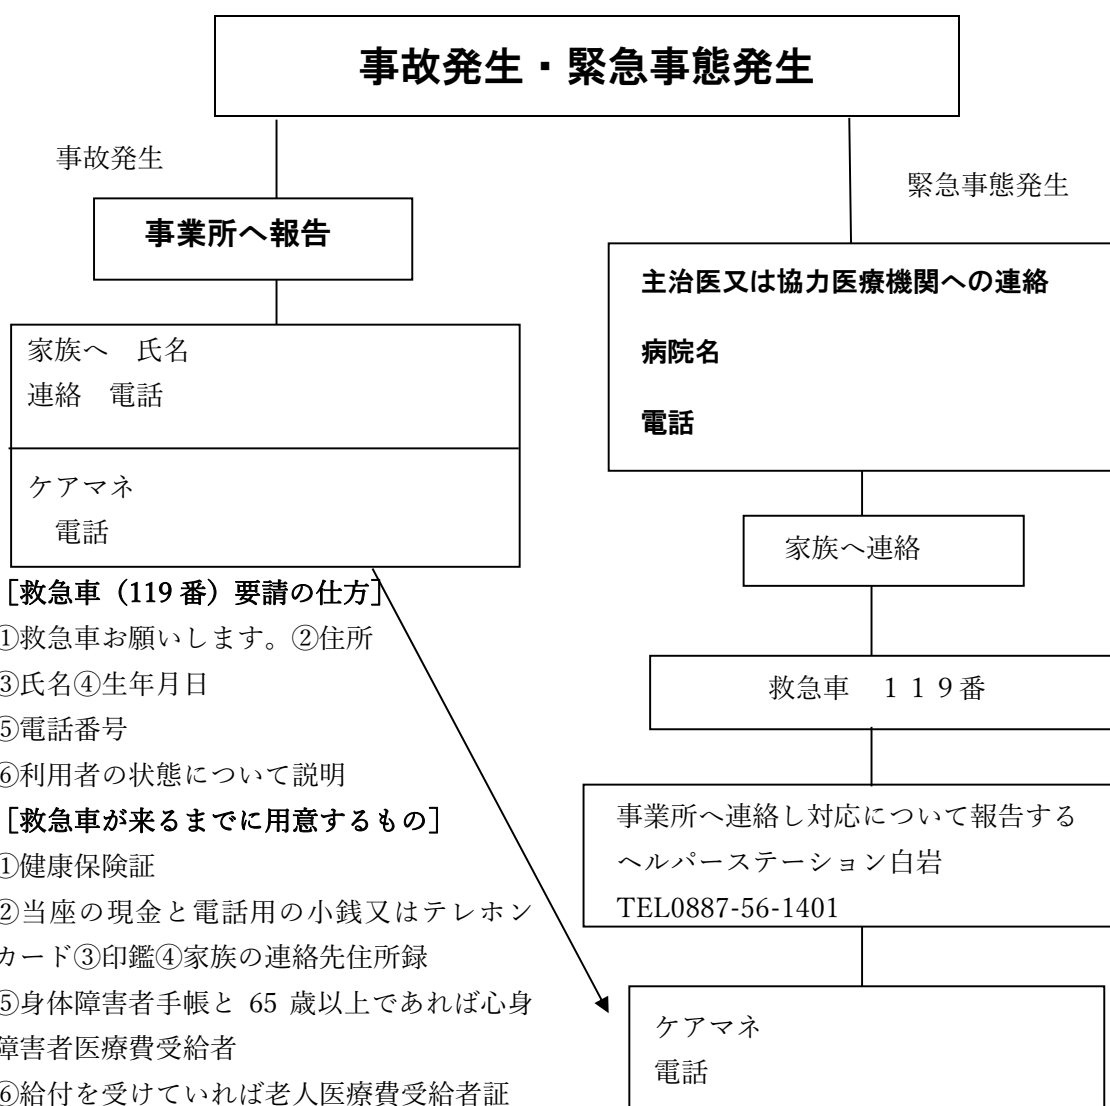 事故発生・緊急事態発生
事故発生
緊急事態発生
事業所へ報告
家族へ　氏名
連絡　電話
ケアマネ
電話
［救急車（119 番）要請の仕方］
①救急車お願いします。②住所
③氏名④生年月日
⑤電話番号
⑥利用者の状態について説明
［救急車が来るまでに用意するもの］
①健康保険証
②当座の現金と電話用の小銭又はテレホン
カード③印鑑④家族の連絡先住所録
⑤身体障害者手帳と 65 歳以上であれば心身
障害者医療費受給者
⑥給付を受けていれば老人医療費受給者証
主治医又は協力医療機関への連絡
病院名
電話
家族へ連絡
救急車　１１９番
事業所へ連絡し対応について報告する
ヘルパーステーション白岩
TEL0887-56-1401
ケアマネ
電話